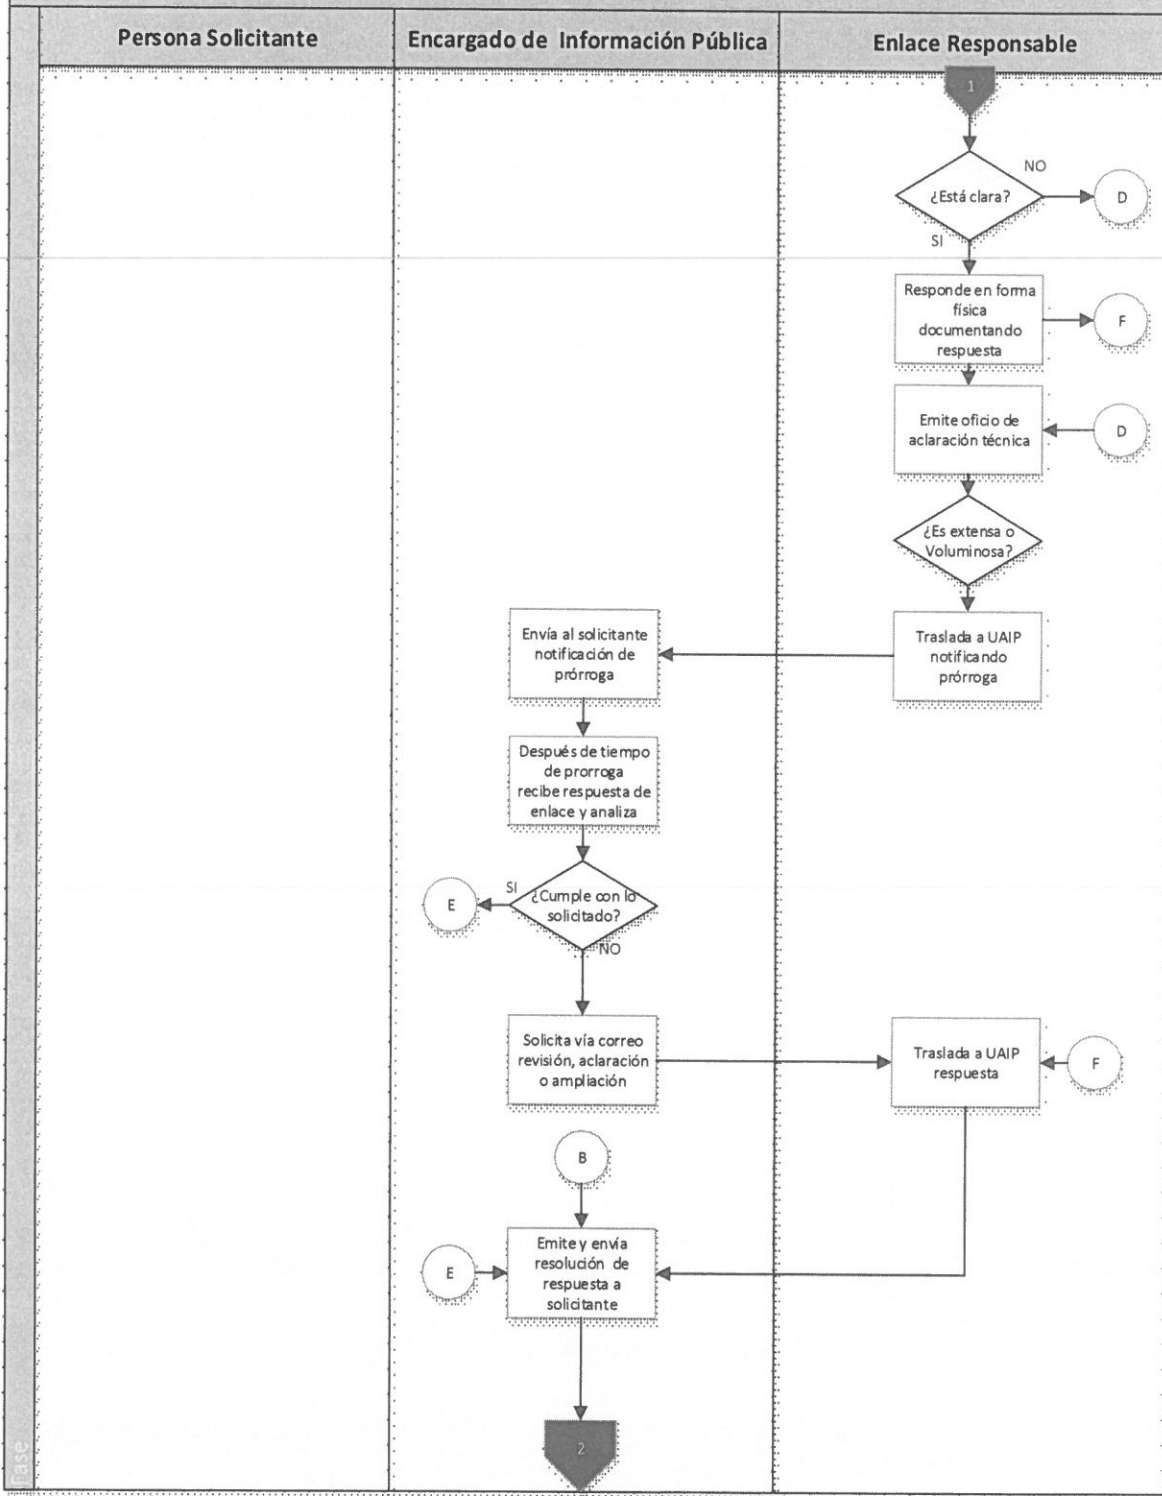 Persona Solicitante
Encargado de Información Pública
Enlace Responsable
1
¿Está clara?
NO
D
SI
Responde en forma
física
documentando
respuesta
F
Emite oficio de
aclaración técnica
D
¿Es extensa o
Voluminosa?
Envía al solicitante
notificación de
prórroga
Traslada a UAIP
notificando
prórroga
Después de tiempo
de prorroga
recibe respuesta de
enlace y analiza
E
SI
¿Cumple con lo
solicitado?
NO
Solicita vía correo
revisión, aclaración
o ampliación
Traslada a UAIP
respuesta
F
B
E
Emite y envía
resolución de
respuesta a
solicitante
2
Fase